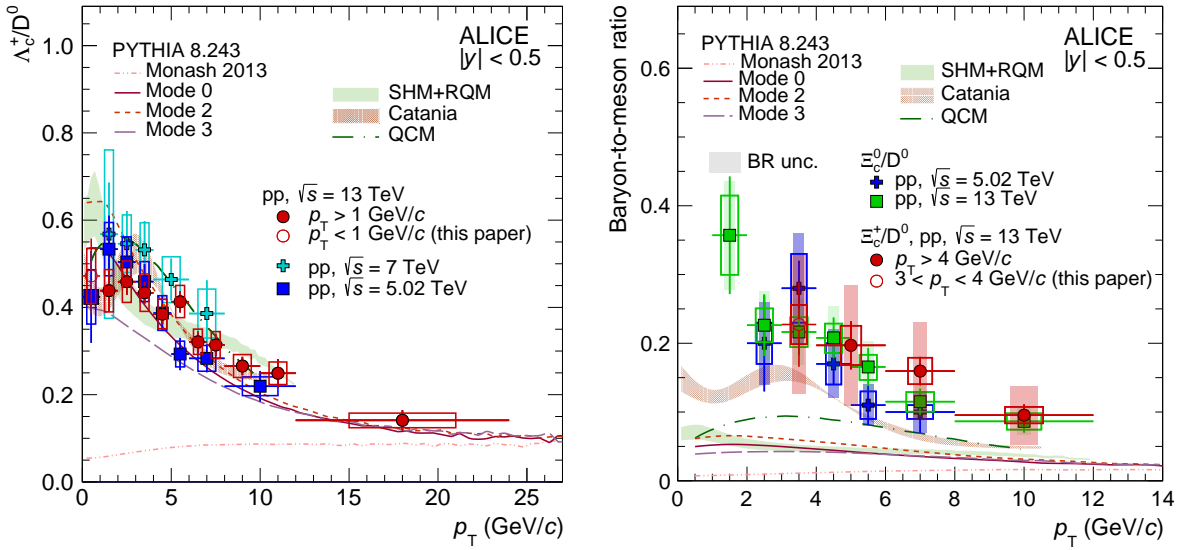 Λc+/D0
ALICE
|y| < 0.5
PYTHIA 8.243
Monash 2013
Mode 0
Mode 2
Mode 3
SHM+RQM
Catania
QCM
pp, √s = 13 TeV
pT > 1 GeV/c
pT < 1 GeV/c (this paper)
pp, √s = 7 TeV
pp, √s = 5.02 TeV
1.0
0.8
0.6
0.4
0.2
0.0
0 5 10 15 20 25
pT (GeV/c)
Baryon-to-meson ratio
ALICE
|y| < 0.5
PYTHIA 8.243
Monash 2013
Mode 0
Mode 2
Mode 3
SHM+RQM
Catania
QCM
BR unc.
Ξc0/D0
pp, √s = 5.02 TeV
pp, √s = 13 TeV
Ξc+/D0, pp, √s = 13 TeV
pT > 4 GeV/c
3 < pT < 4 GeV/c (this paper)
0.6
0.4
0.2
0
0 2 4 6 8 10 12 14
pT (GeV/c)